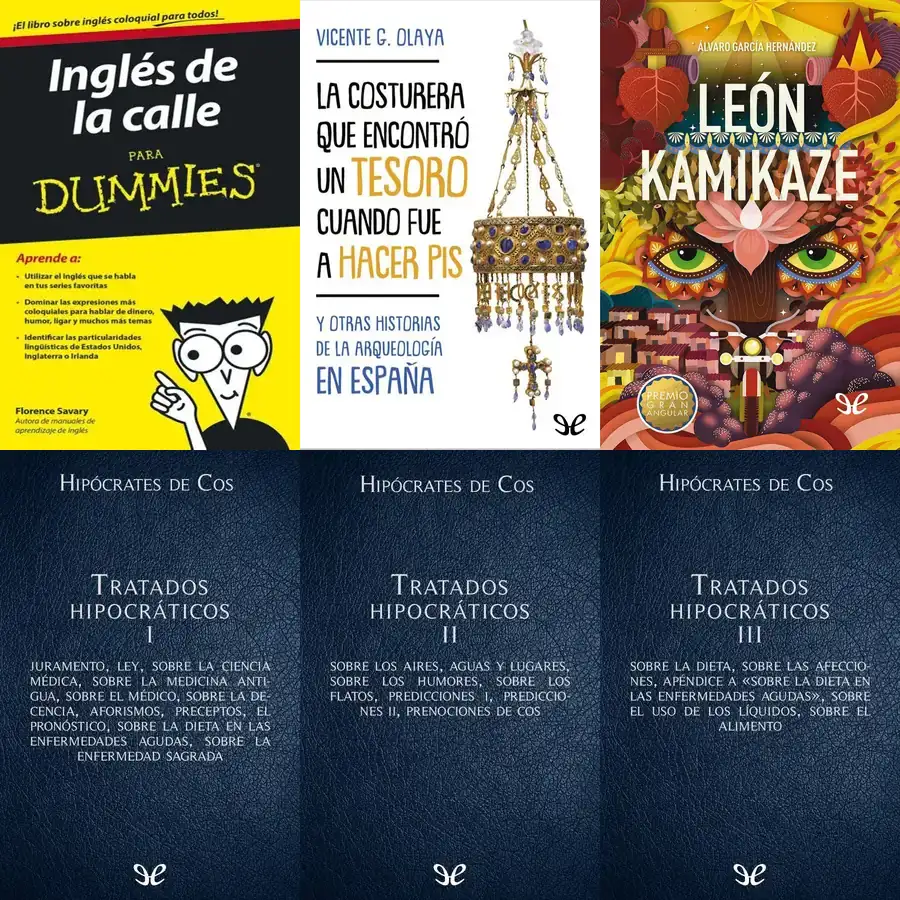 ¡El libro sobre inglés coloquial para todos!
Inglés de
la calle
PARA
DUMMIES®
Aprende a:
• Utilizar el inglés que se habla
en tus series favoritas
• Dominar las expresiones más
coloquiales para hablar de dinero,
humor, ligar y muchos más temas
• Identificar las particularidades
lingüísticas de Estados Unidos,
Inglaterra o Irlanda
Florence Savary
Autora de manuales de
aprendizaje de inglés
VICENTE G. OLAYA
LA COSTURERA
QUE ENCONTRÓ
UN TESORO
CUANDO FUE
A HACER PIS
Y OTRAS HISTORIAS
DE LA ARQUEOLOGÍA
EN ESPAÑA
ÁLVARO GARCÍA HERNÁNDEZ
LEÓN
KAMIKAZE
PREMIO
GRAN
ANGULAR
HIPÓCRATES DE COS
TRATADOS
HIPOCRÁTICOS
I
JURAMENTO, LEY, SOBRE LA CIENCIA
MÉDICA, SOBRE LA MEDICINA ANTI-
GUA, SOBRE EL MÉDICO, SOBRE LA DE-
CENCIA, AFORISMOS, PRECEPTOS, EL
PRONÓSTICO, SOBRE LA DIETA EN LAS
ENFERMEDADES AGUDAS, SOBRE LA
ENFERMEDAD SAGRADA
HIPÓCRATES DE COS
TRATADOS
HIPOCRÁTICOS
II
SOBRE LOS AIRES, AGUAS Y LUGARES,
SOBRE LOS HUMORES, SOBRE LOS
FLATOS, PREDICCIONES I, PREDICCIO-
NES II, PRENOCIONES DE COS
HIPÓCRATES DE COS
TRATADOS
HIPOCRÁTICOS
III
SOBRE LA DIETA, SOBRE LAS AFECCIO-
NES, APÉNDICE A «SOBRE LA DIETA EN
LAS ENFERMEDADES AGUDAS», SOBRE
EL USO DE LOS LÍQUIDOS, SOBRE EL
ALIMENTO